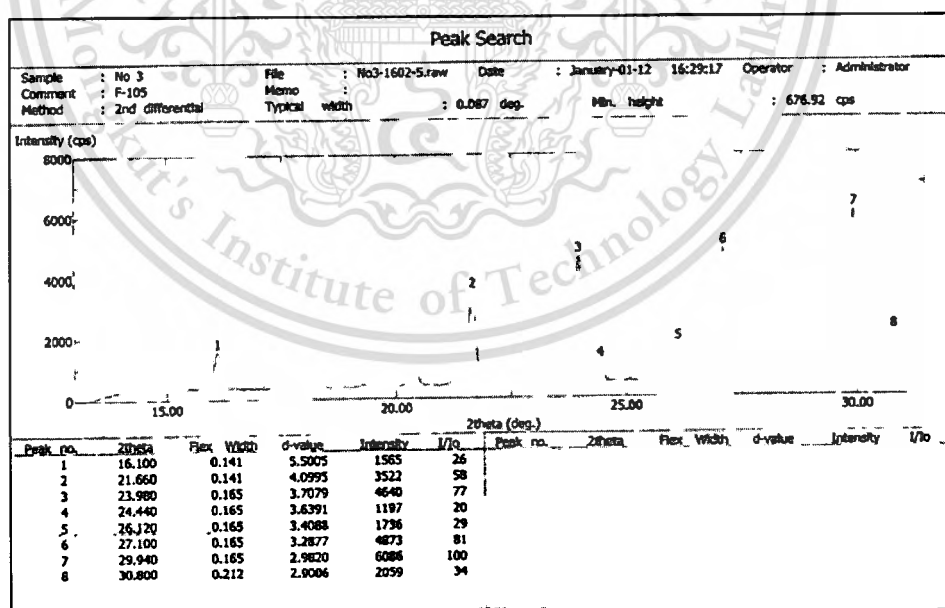 Peak Search
Sample : No 3 File : No3-1602-5.raw Date : January-01-12 16:29:17 Operator : Administrator
Comment : F-105 Memo :
Method : 2nd differential Typical width : 0.087 deg. Min. height : 676.92 cps
Intensity (cps)
8000
6000
4000
2000
0
1
2
3
4
5
6
7
8
15.00 20.00 25.00 30.00
2theta (deg.)
Peak no. 2theta Flex Width d-value Intensity I/Io Peak no. 2theta Flex Width d-value Intensity I/Io
1 16.100 0.141 5.5005 1565 26
2 21.660 0.141 4.0995 3522 58
3 23.980 0.165 3.7079 4640 77
4 24.440 0.165 3.6391 1197 20
5 26.120 0.165 3.4088 1736 29
6 27.100 0.165 3.2877 4873 81
7 29.940 0.165 2.9820 6086 100
8 30.800 0.212 2.9006 2059 34
kut's Institute of Technology